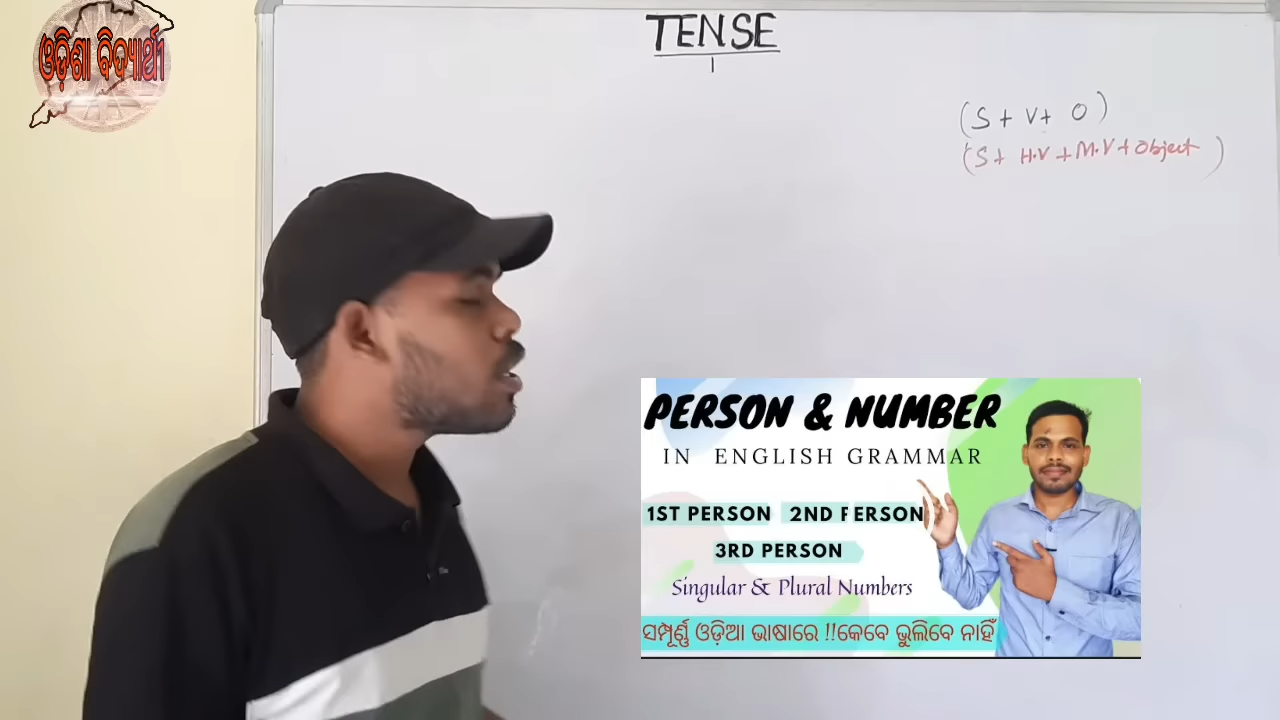 ଓଡ଼ିଶା ବିଦ୍ୟାର୍ଥୀ
TENSE
(S + V + O)
(S + H.V + M.V + Object)
PERSON & NUMBER
IN ENGLISH GRAMMAR
1ST PERSON 2ND PERSON
3RD PERSON
Singular & Plural Numbers
ସମ୍ପୂର୍ଣ୍ଣ ଓଡ଼ିଆ ଭାଷାରେ !!କେବେ ଭୁଲିବେ ନାହିଁ